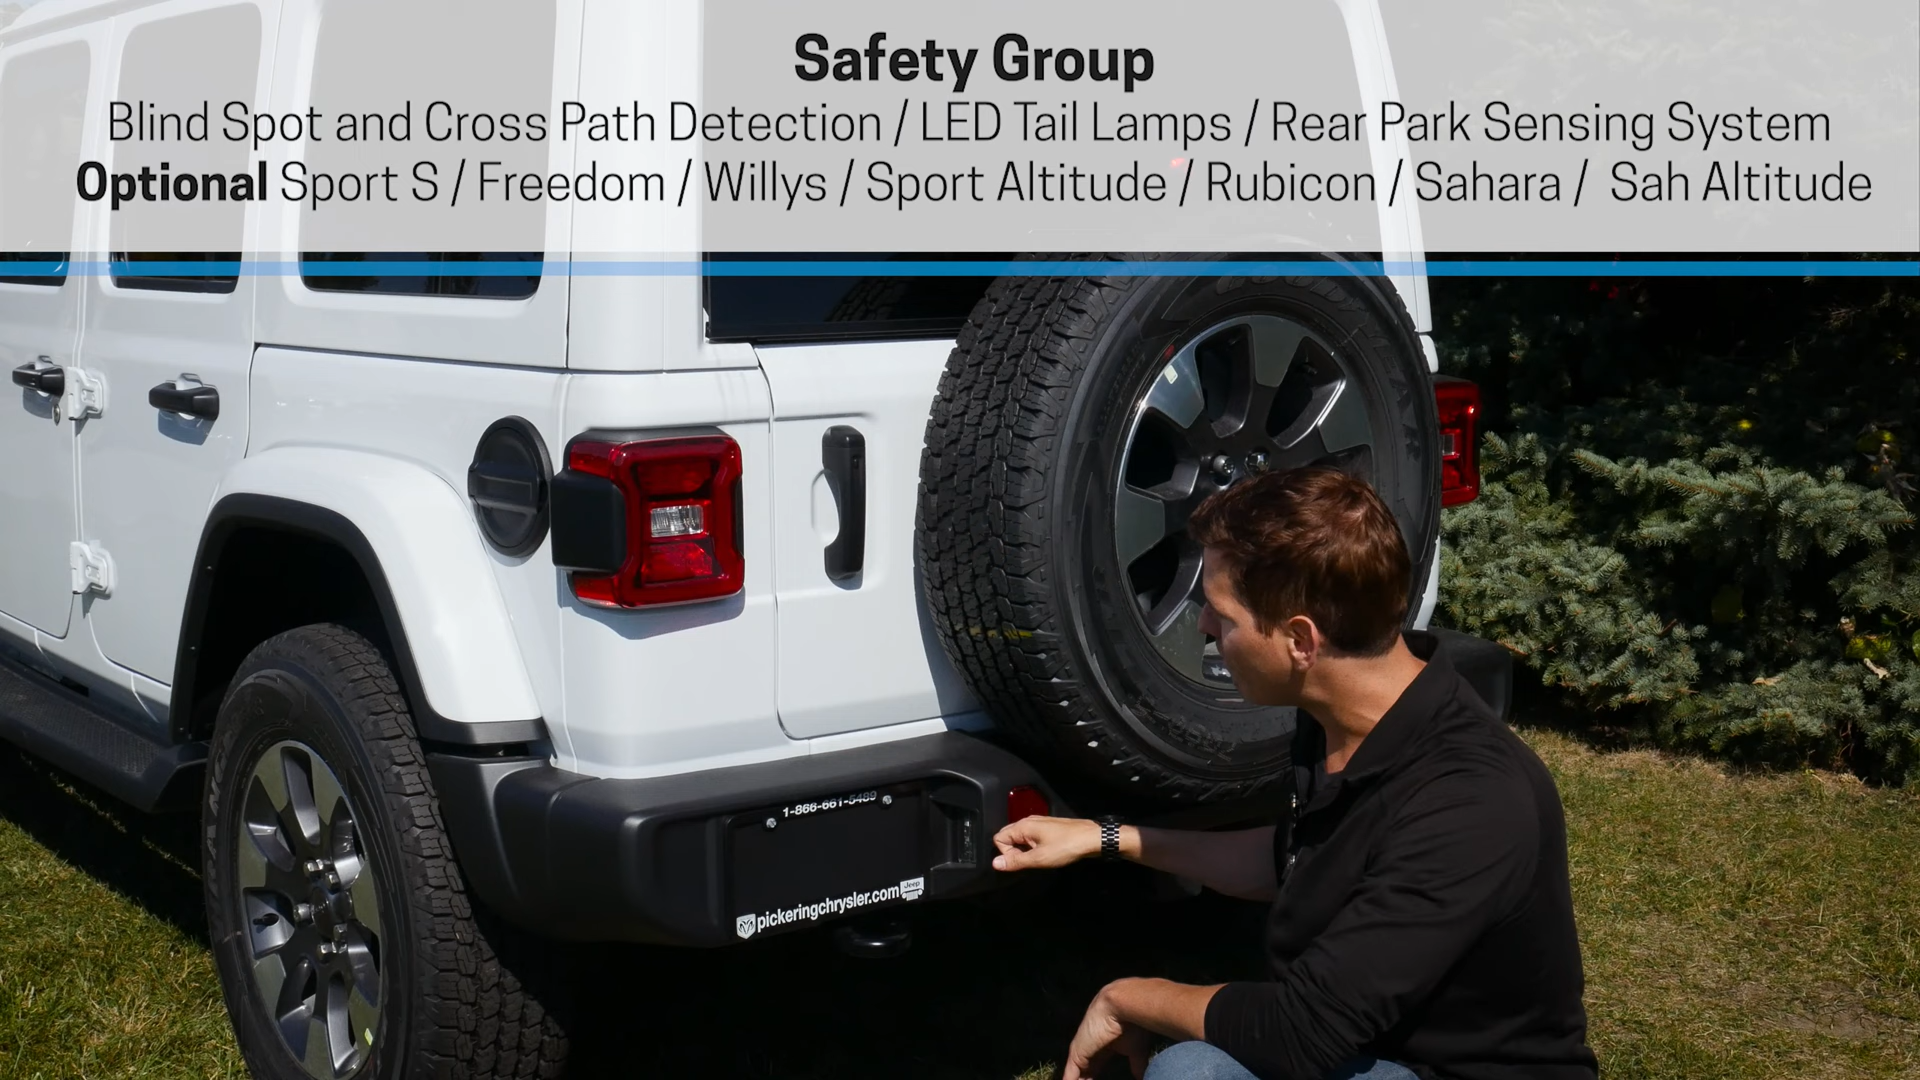 Safety Group
Blind Spot and Cross Path Detection / LED Tail Lamps / Rear Park Sensing System
Optional Sport S / Freedom / Willys / Sport Altitude / Rubicon / Sahara / Sah Altitude
1-866-661-5489
pickeringchrysler.com
Jeep